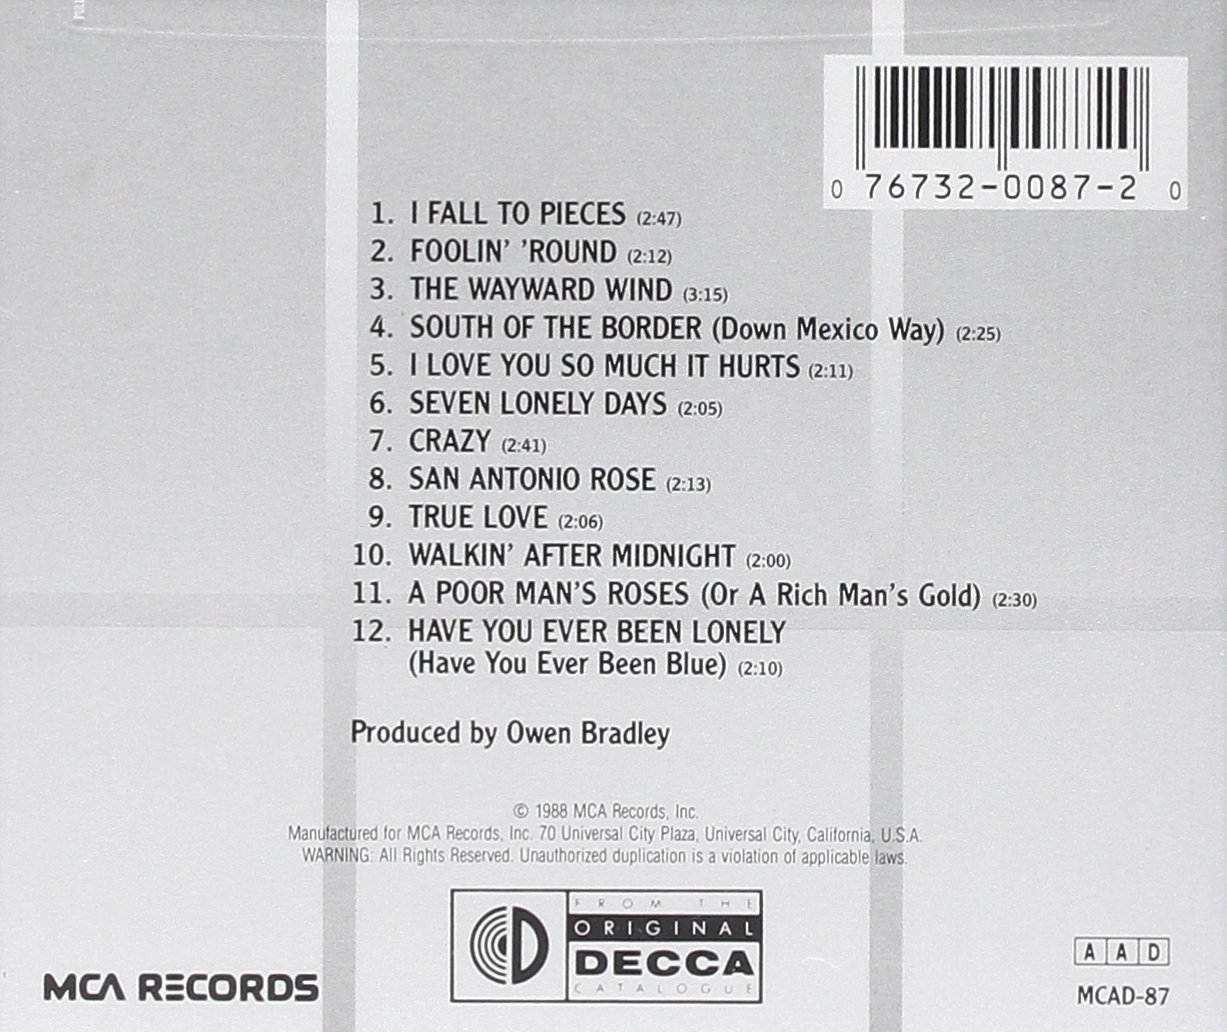 0 76732-0087-2 0
1. I FALL TO PIECES (2:47)
2. FOOLIN' 'ROUND (2:12)
3. THE WAYWARD WIND (3:15)
4. SOUTH OF THE BORDER (Down Mexico Way) (2:25)
5. I LOVE YOU SO MUCH IT HURTS (2:11)
6. SEVEN LONELY DAYS (2:05)
7. CRAZY (2:41)
8. SAN ANTONIO ROSE (2:13)
9. TRUE LOVE (2:06)
10. WALKIN' AFTER MIDNIGHT (2:00)
11. A POOR MAN'S ROSES (Or A Rich Man's Gold) (2:30)
12. HAVE YOU EVER BEEN LONELY
(Have You Ever Been Blue) (2:10)
Produced by Owen Bradley
© 1988 MCA Records, Inc.
Manufactured for MCA Records, Inc. 70 Universal City Plaza, Universal City, California, U.S.A.
WARNING: All Rights Reserved. Unauthorized duplication is a violation of applicable laws.
FROM THE
ORIGINAL
DECCA
CATALOGUE
MCA RECORDS
A A D
MCAD-87